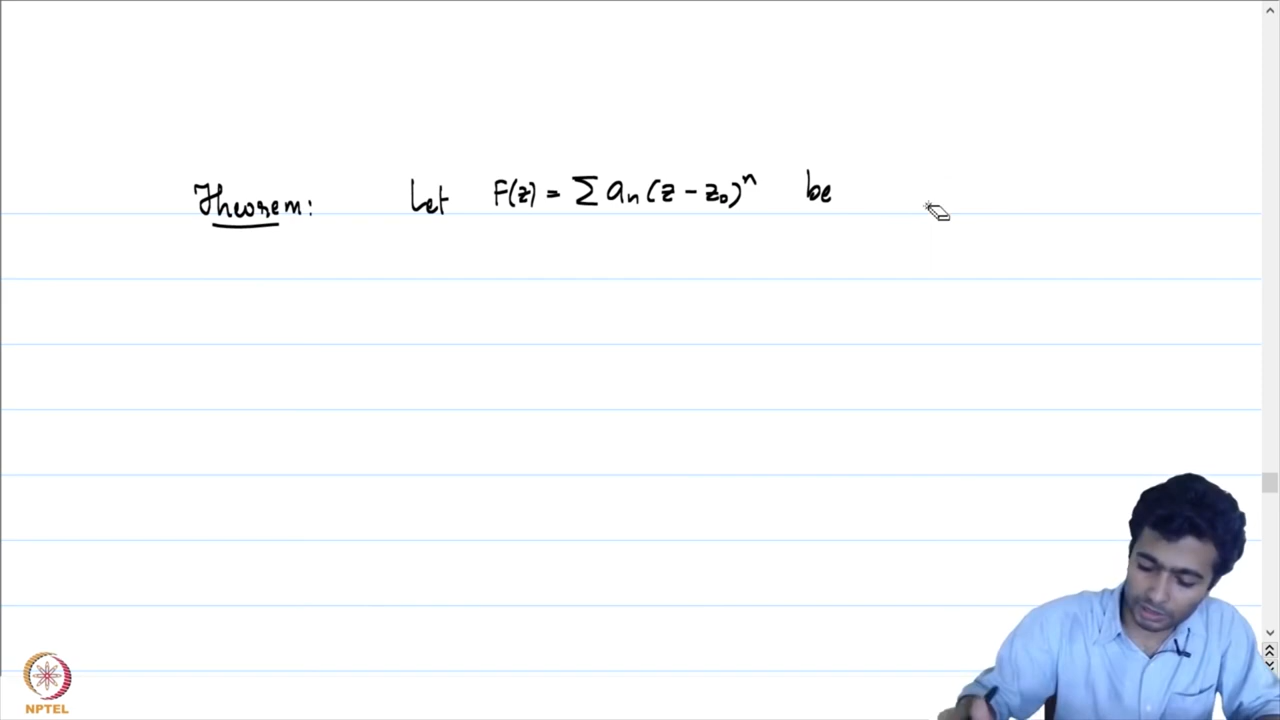 Theorem: Let F(z) = ∑ aₙ (z − z₀)ⁿ be
NPTEL